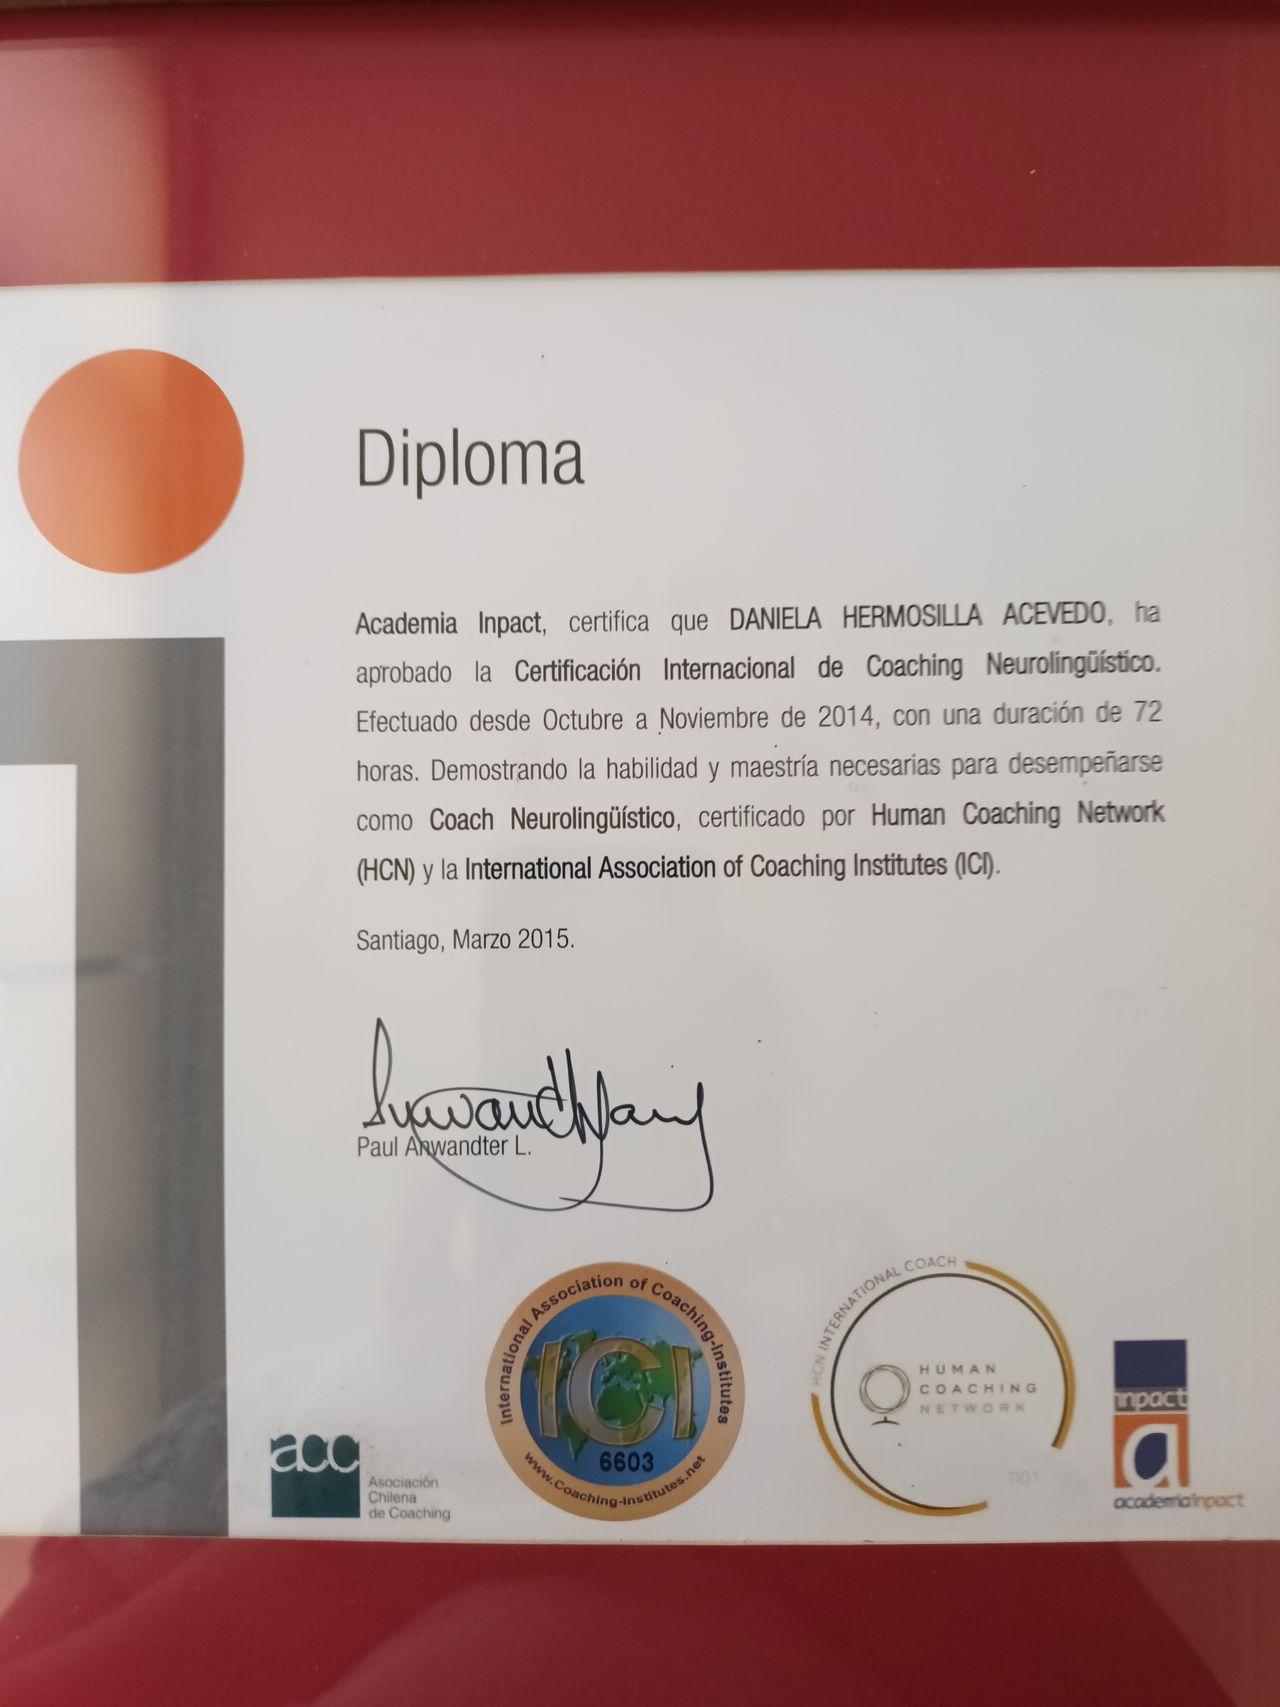 Diploma
Academia Inpact, certifica que DANIELA HERMOSILLA ACEVEDO, ha
aprobado la Certificación Internacional de Coaching Neurolingüístico.
Efectuado desde Octubre a Noviembre de 2014, con una duración de 72
horas. Demostrando la habilidad y maestría necesarias para desempeñarse
como Coach Neurolingüístico, certificado por Human Coaching Network
(HCN) y la International Association of Coaching Institutes (ICI).
Santiago, Marzo 2015.
Paul Anwandter L.
acc
Asociación
Chilena
de Coaching
International Association of Coaching-Institutes
ICI
6603
www.Coaching-Institutes.net
HCN INTERNATIONAL COACH
HUMAN
COACHING
NETWORK
1101
inpact
a
academiainpact